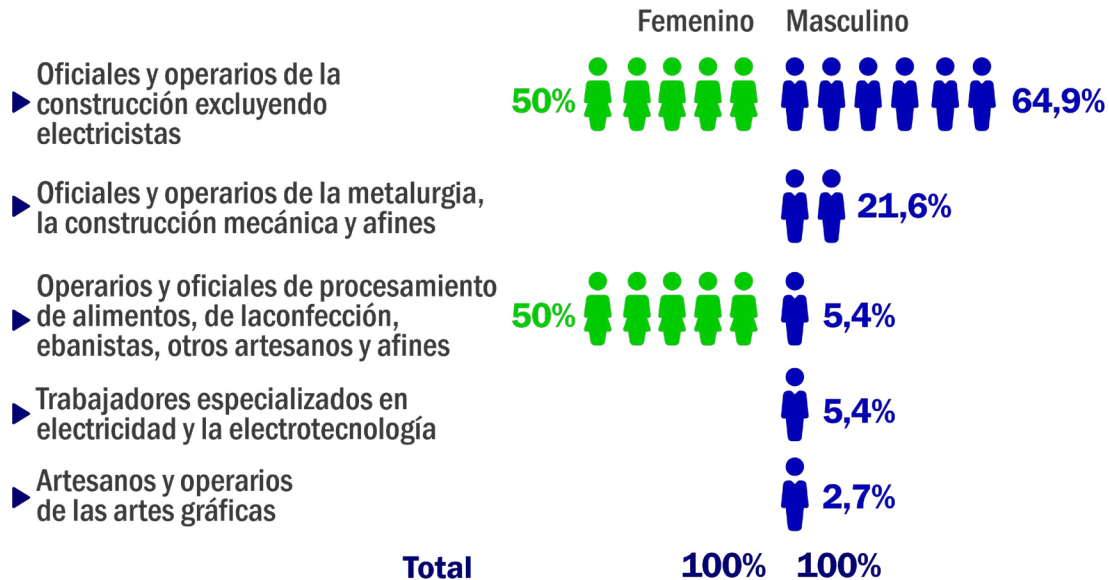 Femenino Masculino
Oficiales y operarios de la
construcción excluyendo
electricistas
50% 64,9%
Oficiales y operarios de la metalurgia,
la construcción mecánica y afines
21,6%
Operarios y oficiales de procesamiento
de alimentos, de laconfección,
ebanistas, otros artesanos y afines
50% 5,4%
Trabajadores especializados en
electricidad y la electrotecnología
5,4%
Artesanos y operarios
de las artes gráficas
2,7%
Total 100% 100%